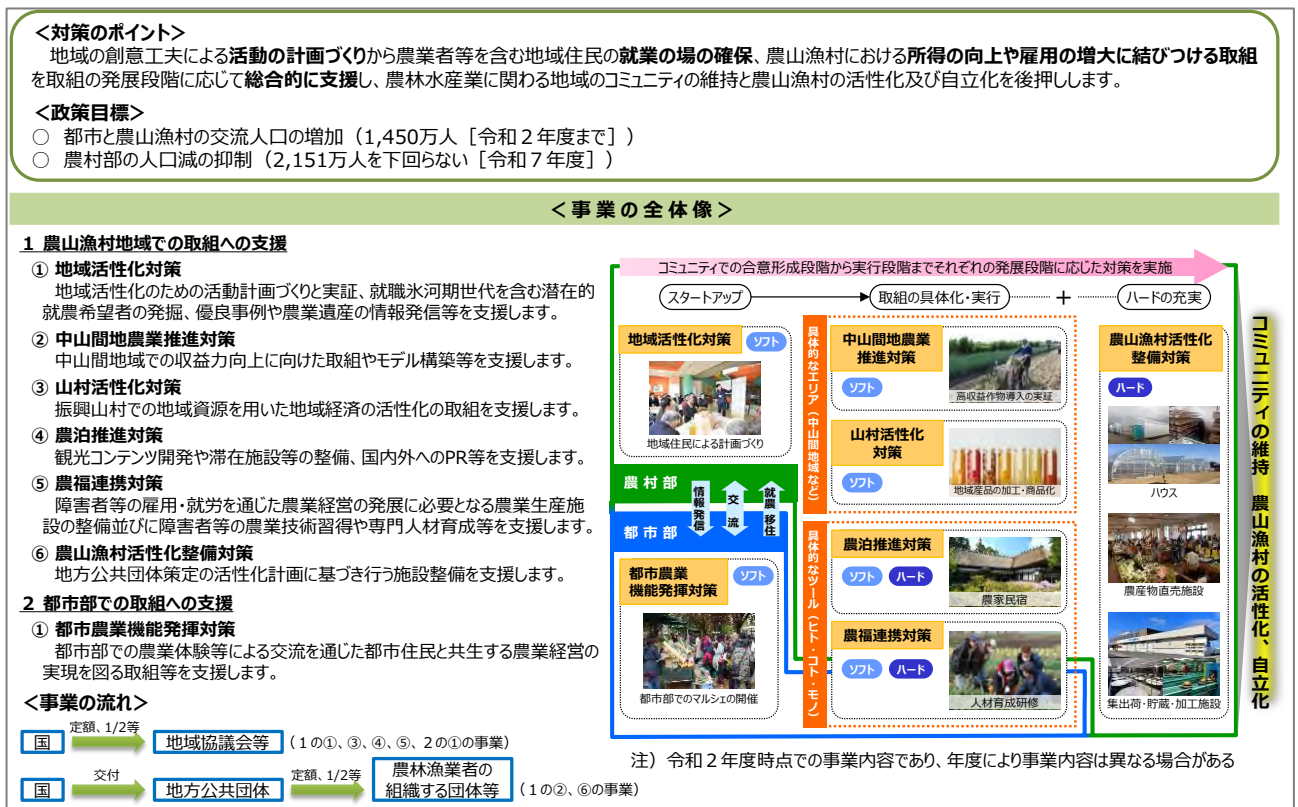 ＜対策のポイント＞
地域の創意工夫による活動の計画づくりから農業者等を含む地域住民の就業の場の確保、農山漁村における所得の向上や雇用の増大に結びつける取組
を取組の発展段階に応じて総合的に支援し、農林水産業に関わる地域のコミュニティの維持と農山漁村の活性化及び自立化を後押しします。
＜政策目標＞
○ 都市と農山漁村の交流人口の増加（1,450万人［令和２年度まで］）
○ 農村部の人口減の抑制（2,151万人を下回らない［令和７年度］）
＜事業の全体像＞
１ 農山漁村地域での取組への支援
① 地域活性化対策
地域活性化のための活動計画づくりと実証、就職氷河期世代を含む潜在的
就農希望者の発掘、優良事例や農業遺産の情報発信等を支援します。
② 中山間地農業推進対策
中山間地域での収益力向上に向けた取組やモデル構築等を支援します。
③ 山村活性化対策
振興山村での地域資源を用いた地域経済の活性化の取組を支援します。
④ 農泊推進対策
観光コンテンツ開発や滞在施設等の整備、国内外へのPR等を支援します。
⑤ 農福連携対策
障害者等の雇用・就労を通じた農業経営の発展に必要となる農業生産施
設の整備並びに障害者等の農業技術習得や専門人材育成等を支援します。
⑥ 農山漁村活性化整備対策
地方公共団体策定の活性化計画に基づき行う施設整備を支援します。
２ 都市部での取組への支援
① 都市農業機能発揮対策
都市部での農業体験等による交流を通じた都市住民と共生する農業経営の
実現を図る取組等を支援します。
＜事業の流れ＞
国
定額、1/2等
地域協議会等
（１の①、③、④、⑤、２の①の事業）
国
交付
地方公共団体
定額、1/2等
農林漁業者の
組織する団体等
（１の②、⑥の事業）
コミュニティでの合意形成段階から実行段階までそれぞれの発展段階に応じた対策を実施
スタートアップ
取組の具体化・実行
＋
ハードの充実
地域活性化対策
ソフト
地域住民による計画づくり
農村部
情報発信
交流
就農 移住
都市部
都市農業
機能発揮対策
ソフト
都市部でのマルシェの開催
具体的なエリア（中山間地域など）
中山間地農業
推進対策
ソフト
高収益作物導入の実証
山村活性化
対策
ソフト
地域産品の加工・商品化
具体的なツール（ヒト・コト・モノ）
農泊推進対策
ソフト
ハード
農家民宿
農福連携対策
ソフト
ハード
人材育成研修
農山漁村活性化
整備対策
ハード
ハウス
農産物直売施設
集出荷・貯蔵・加工施設
コミュニティの維持 農山漁村の活性化、自立化
注）令和２年度時点での事業内容であり、年度により事業内容は異なる場合がある